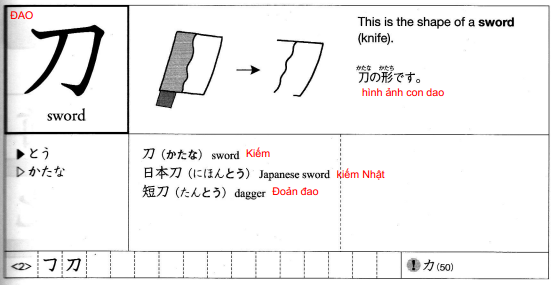 ĐAO
刀
sword
This is the shape of a sword
(knife).
かたな かたち
刀の形です。
hình ảnh con dao
▶とう
▷かたな
刀（かたな）sword Kiếm
日本刀（にほんとう）Japanese sword kiếm Nhật
短刀（たんとう）dagger Đoản đao
<2> 𠃌 刀
! カ(50)